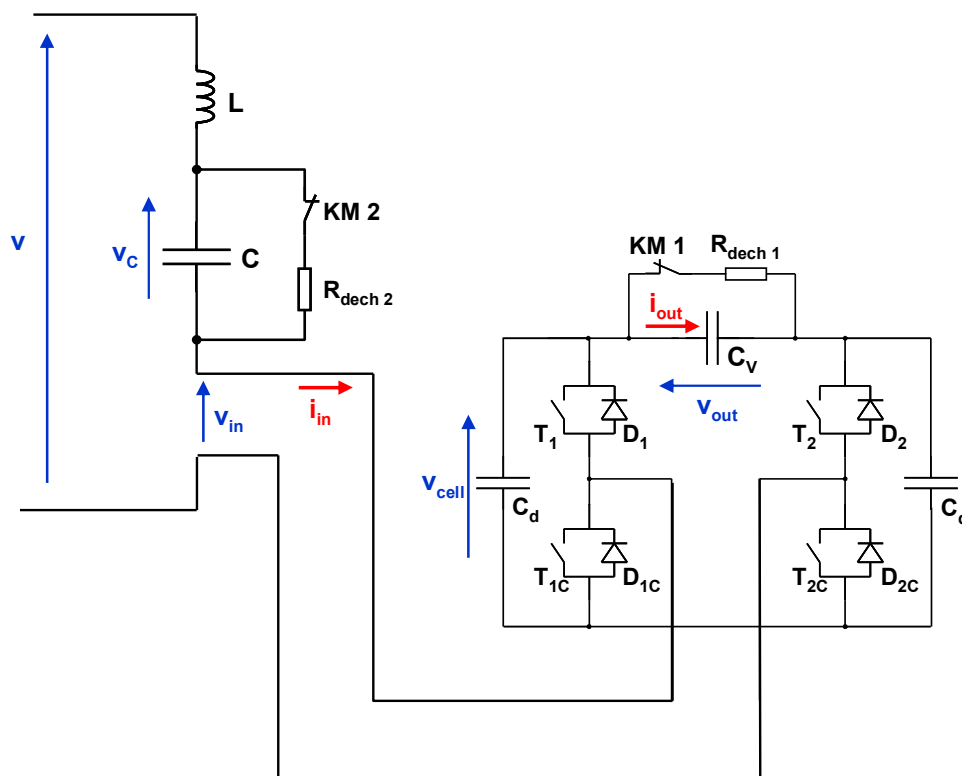 L
KM 2
v
v_C
C
R_dech 2
KM 1
R_dech 1
i_out
C_V
v_in
i_in
v_out
T_1
D_1
T_2
D_2
v_cell
C_d
T_1C
D_1C
T_2C
D_2C